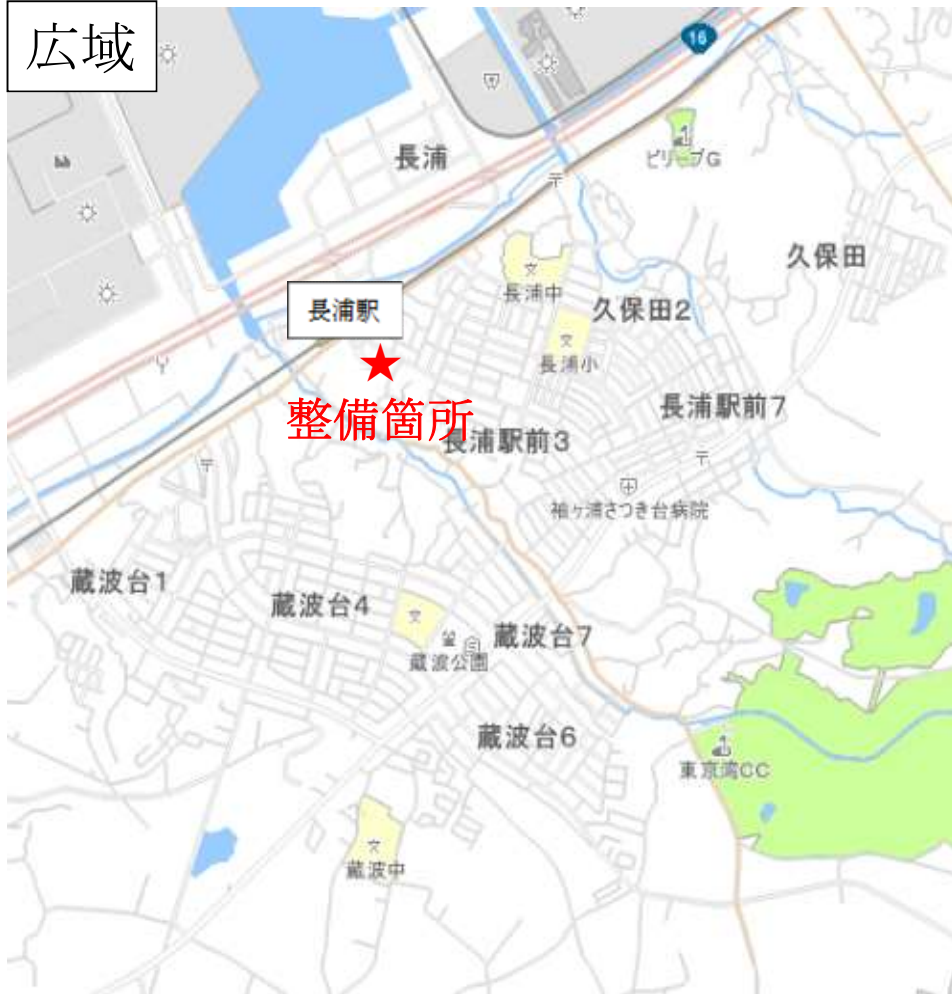 広域
16
長浦
ビリーブG
久保田
長浦中
久保田2
長浦駅
長浦小
整備箇所
長浦駅前7
長浦駅前3
袖ヶ浦さつき台病院
蔵波台1
蔵波台4
蔵波台7
蔵波公園
蔵波台6
東京湾CC
蔵波中